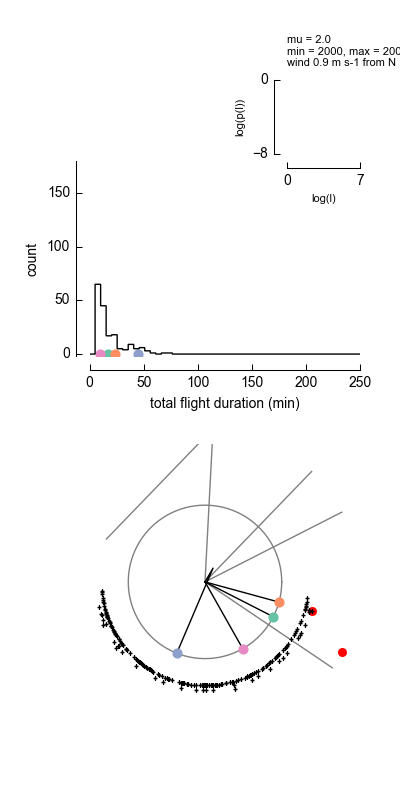 mu = 2.0
min = 2000, max = 200
wind 0.9 m s-1 from N
0
log(p(l))
−8
0 7
log(l)
150
100
50
0
count
0 50 100 150 200 250
total flight duration (min)